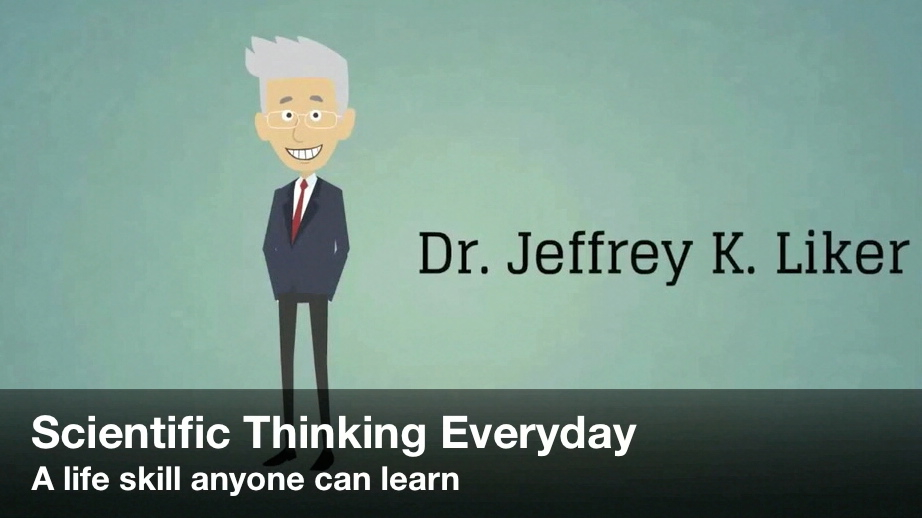 Dr. Jeffrey K. Liker
Scientific Thinking Everyday
A life skill anyone can learn